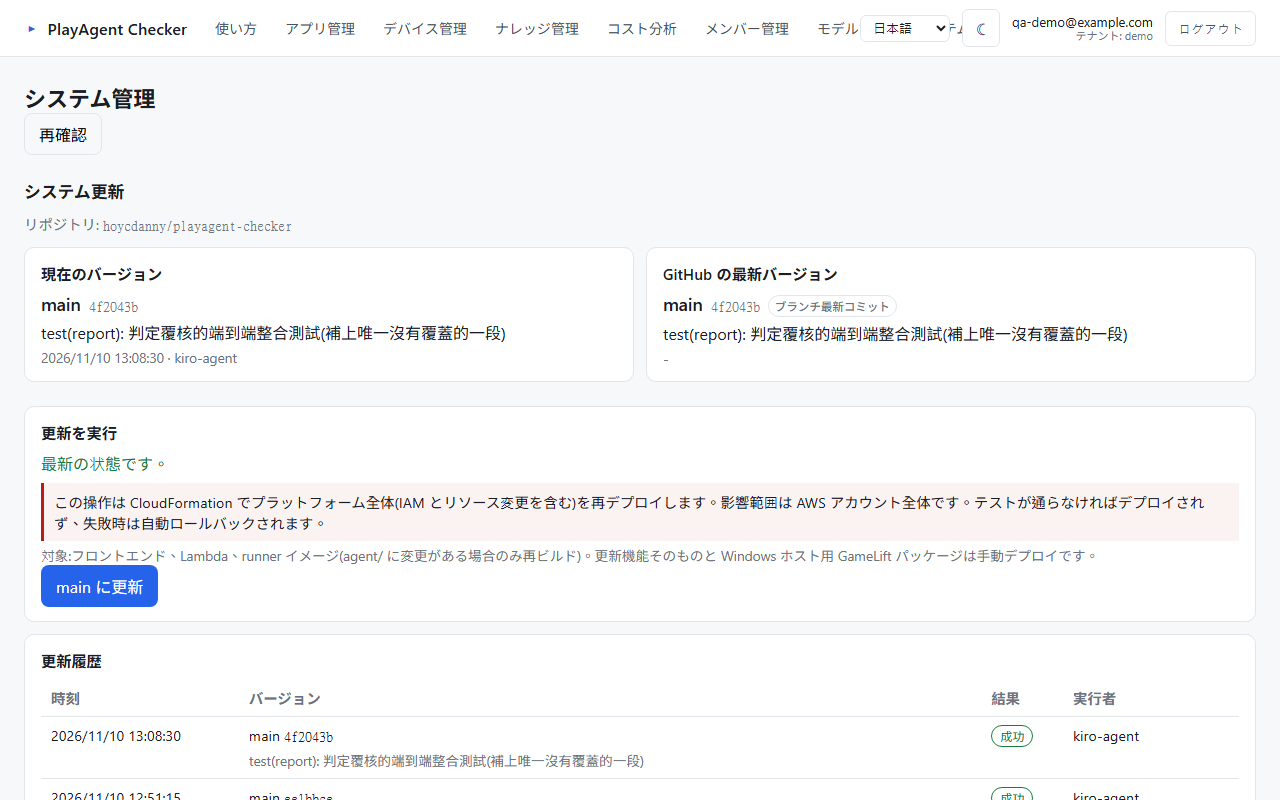 PlayAgent Checker 使い方 アプリ管理 デバイス管理 ナレッジ管理 コスト分析 メンバー管理 モデル 日本語 qa-demo@example.com ログアウト
テナント: demo
システム管理
再確認
システム更新
リポジトリ: hoycdanny/playagent-checker
現在のバージョン
main 4f2043b
test(report): 判定覆核的端到端整合測試(補上唯一沒有覆蓋的一段)
2026/11/10 13:08:30 · kiro-agent
GitHub の最新バージョン
main 4f2043b ブランチ最新コミット
test(report): 判定覆核的端到端整合測試(補上唯一沒有覆蓋的一段)
-
更新を実行
最新の状態です。
この操作は CloudFormation でプラットフォーム全体(IAM とリソース変更を含む)を再デプロイします。影響範囲は AWS アカウント全体です。テストが通らなければデプロイされ
ず、失敗時は自動ロールバックされます。
対象:フロントエンド、Lambda、runner イメージ(agent/ に変更がある場合のみ再ビルド)。更新機能そのものと Windows ホスト用 GameLift パッケージは手動デプロイです。
main に更新
更新履歴
時刻 バージョン 結果 実行者
2026/11/10 13:08:30 main 4f2043b 成功 kiro-agent
test(report): 判定覆核的端到端整合測試(補上唯一沒有覆蓋的一段)
2026/11/10 12:51:15 main 成功 kiro-agent